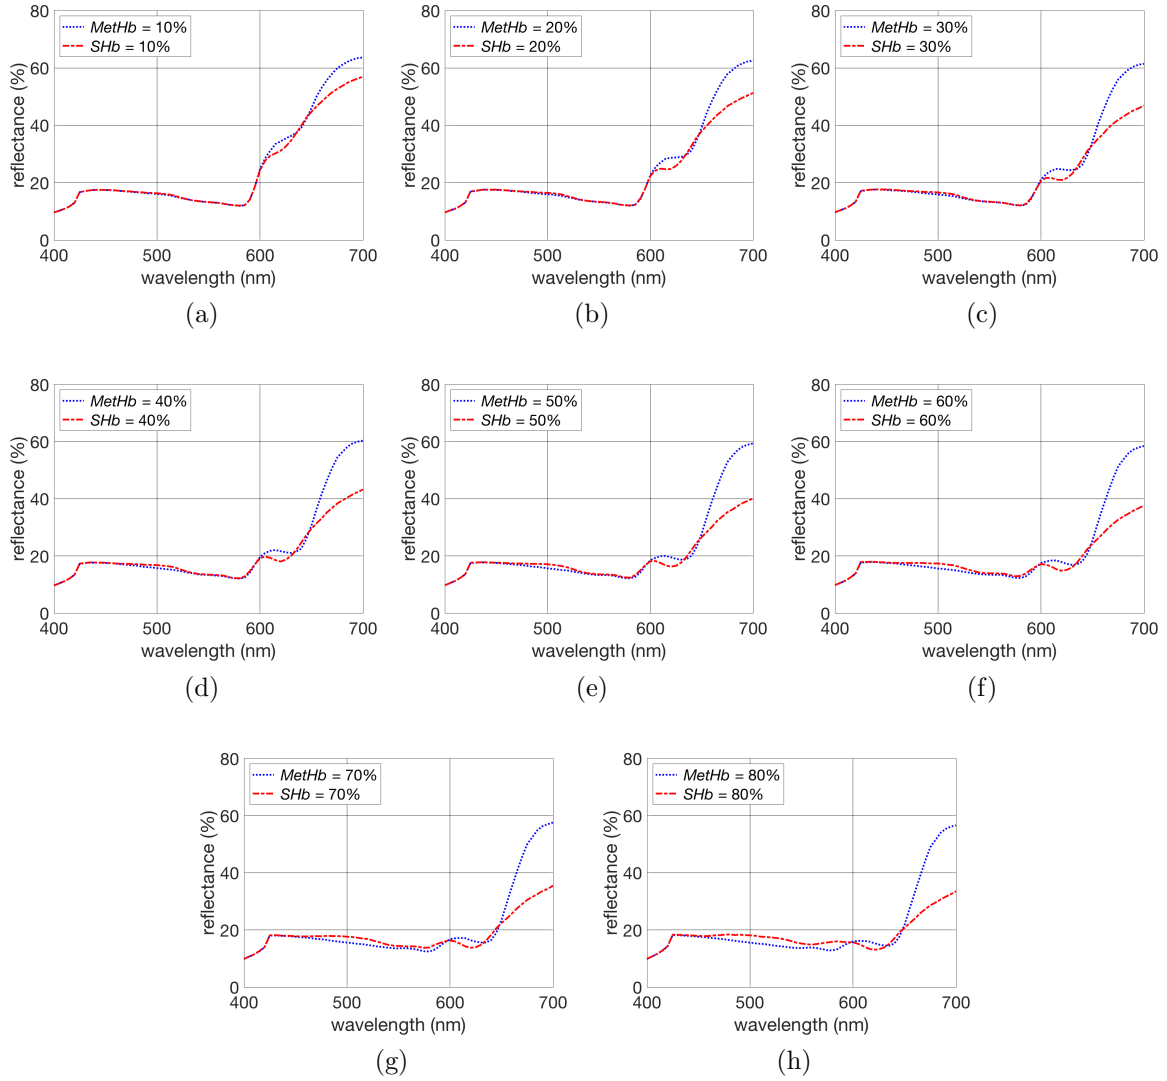 80
60
40
20
0
reflectance (%)
MetHb = 10%
SHb = 10%
400 500 600 700
wavelength (nm)
(a)
80
60
40
20
0
reflectance (%)
MetHb = 20%
SHb = 20%
400 500 600 700
wavelength (nm)
(b)
80
60
40
20
0
reflectance (%)
MetHb = 30%
SHb = 30%
400 500 600 700
wavelength (nm)
(c)
80
60
40
20
0
reflectance (%)
MetHb = 40%
SHb = 40%
400 500 600 700
wavelength (nm)
(d)
80
60
40
20
0
reflectance (%)
MetHb = 50%
SHb = 50%
400 500 600 700
wavelength (nm)
(e)
80
60
40
20
0
reflectance (%)
MetHb = 60%
SHb = 60%
400 500 600 700
wavelength (nm)
(f)
80
60
40
20
0
reflectance (%)
MetHb = 70%
SHb = 70%
400 500 600 700
wavelength (nm)
(g)
80
60
40
20
0
reflectance (%)
MetHb = 80%
SHb = 80%
400 500 600 700
wavelength (nm)
(h)